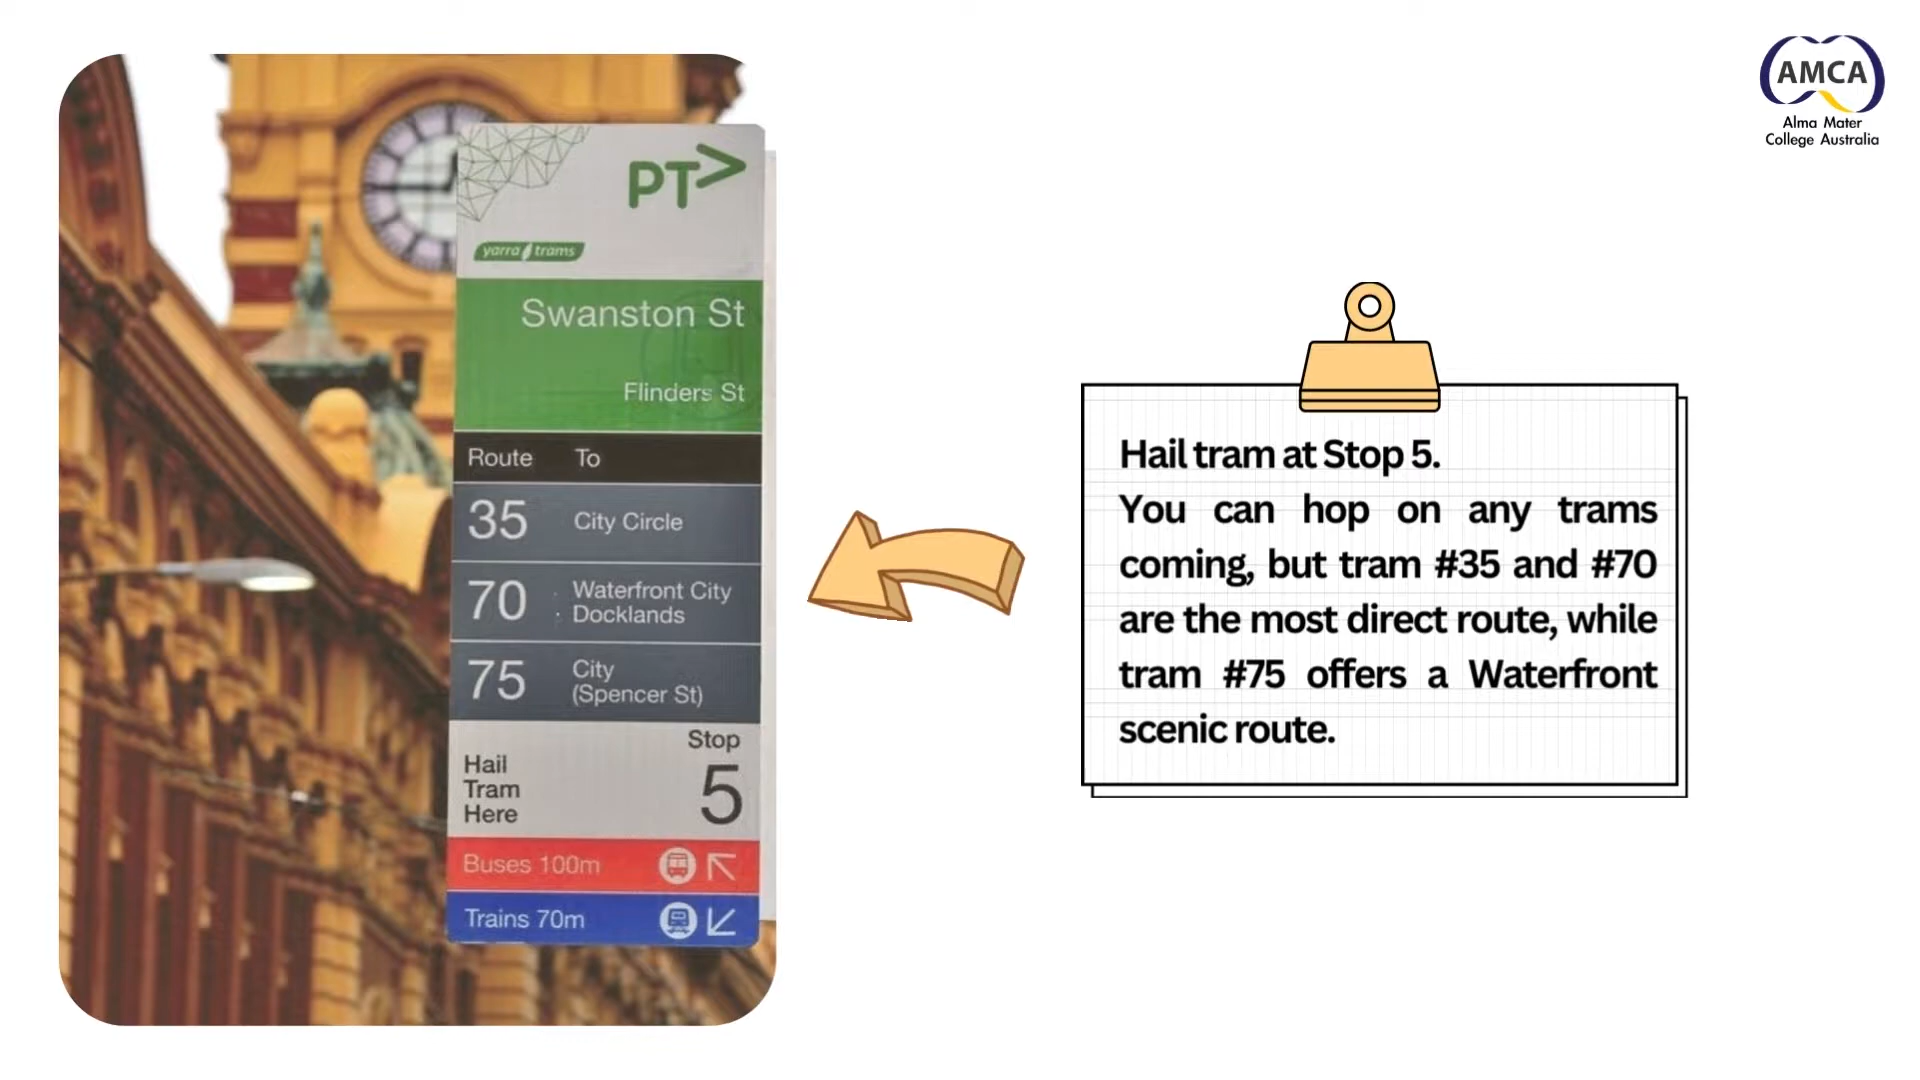 AMCA
Alma Mater
College Australia
PT>
yarra trams
Swanston St
Flinders St
Route To
35 City Circle
70 Waterfront City
Docklands
75 City
(Spencer St)
Stop
Hail
Tram
Here
5
Buses 100m
Trains 70m
Hail tram at Stop 5.
You can hop on any trams
coming, but tram #35 and #70
are the most direct route, while
tram #75 offers a Waterfront
scenic route.